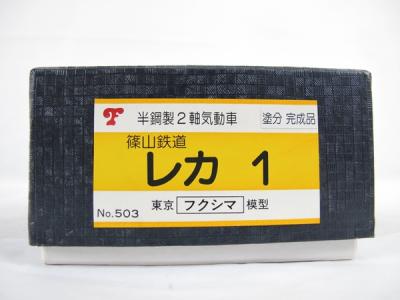 半鋼製2軸気動車 塗分 完成品
篠山鉄道
レカ 1
No.503 東京 フクシマ 模型